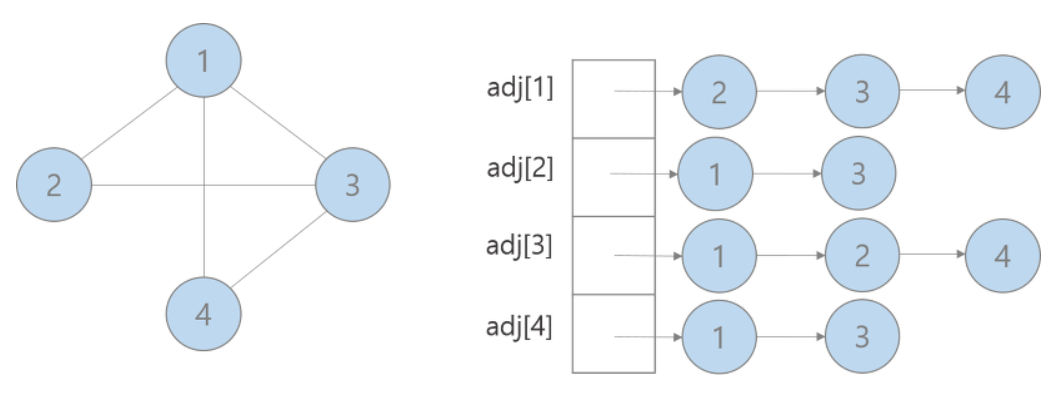 1
2
3
4
adj[1] 2 3 4
adj[2] 1 3
adj[3] 1 2 4
adj[4] 1 3